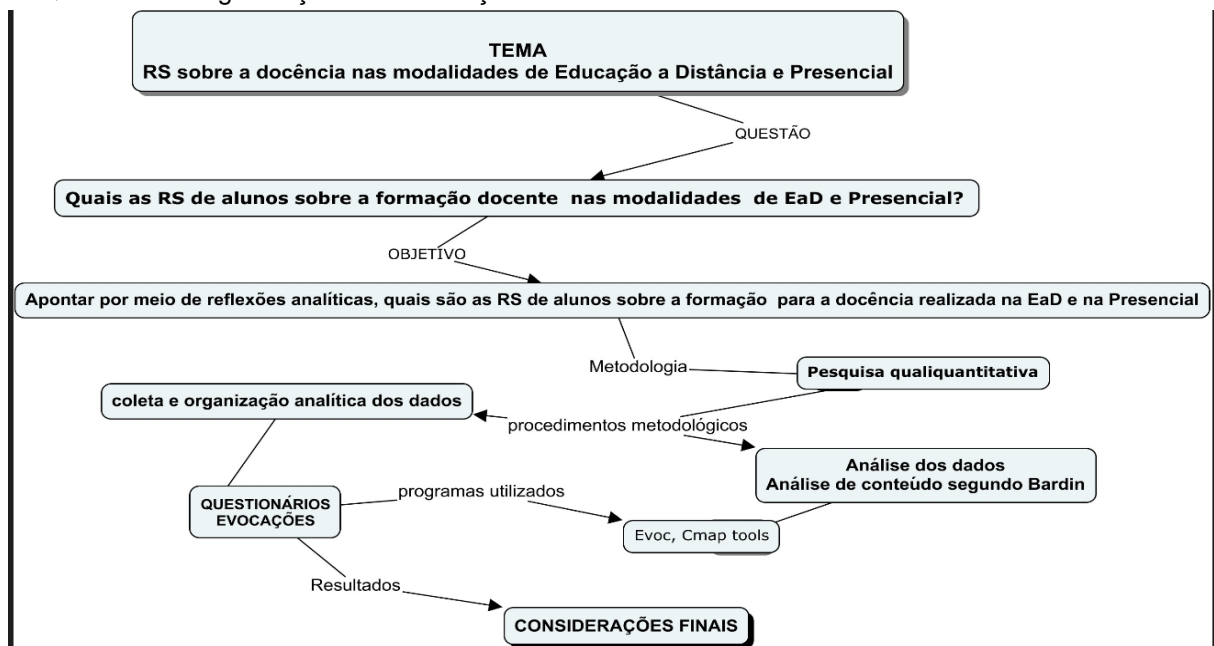 TEMA
RS sobre a docência nas modalidades de Educação a Distância e Presencial
QUESTÃO
Quais as RS de alunos sobre a formação docente nas modalidades de EaD e Presencial?
OBJETIVO
Apontar por meio de reflexões analíticas, quais são as RS de alunos sobre a formação para a docência realizada na EaD e na Presencial
Metodologia
Pesquisa qualiquantitativa
coleta e organização analítica dos dados
procedimentos metodológicos
Análise dos dados
Análise de conteúdo segundo Bardin
QUESTIONÁRIOS
EVOCAÇÕES
programas utilizados
Evoc, Cmap tools
Resultados
CONSIDERAÇÕES FINAIS